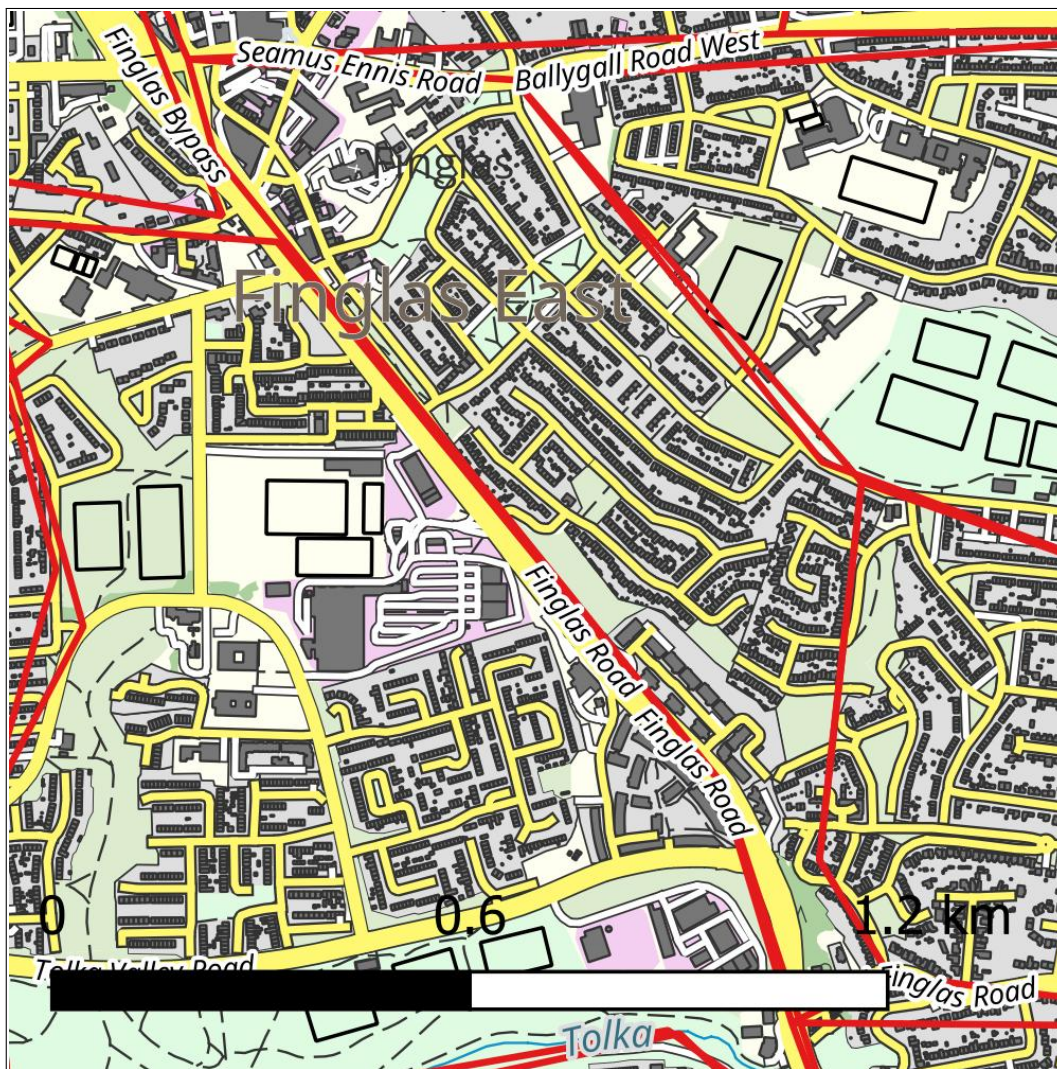 Finglas Bypass
Seamus Ennis Road
Ballygall Road West
Finglas
Finglas East
Finglas Road
Finglas Road
0
0.6
1.2 km
Tolka Valley Road
Finglas Road
Tolka